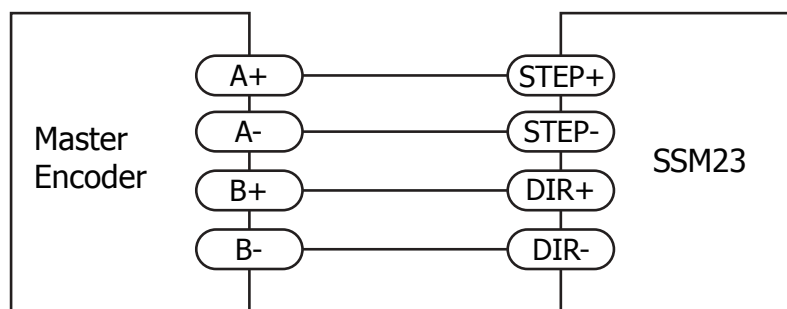 A+ STEP+
A- STEP-
Master
Encoder
SSM23
B+ DIR+
B- DIR-